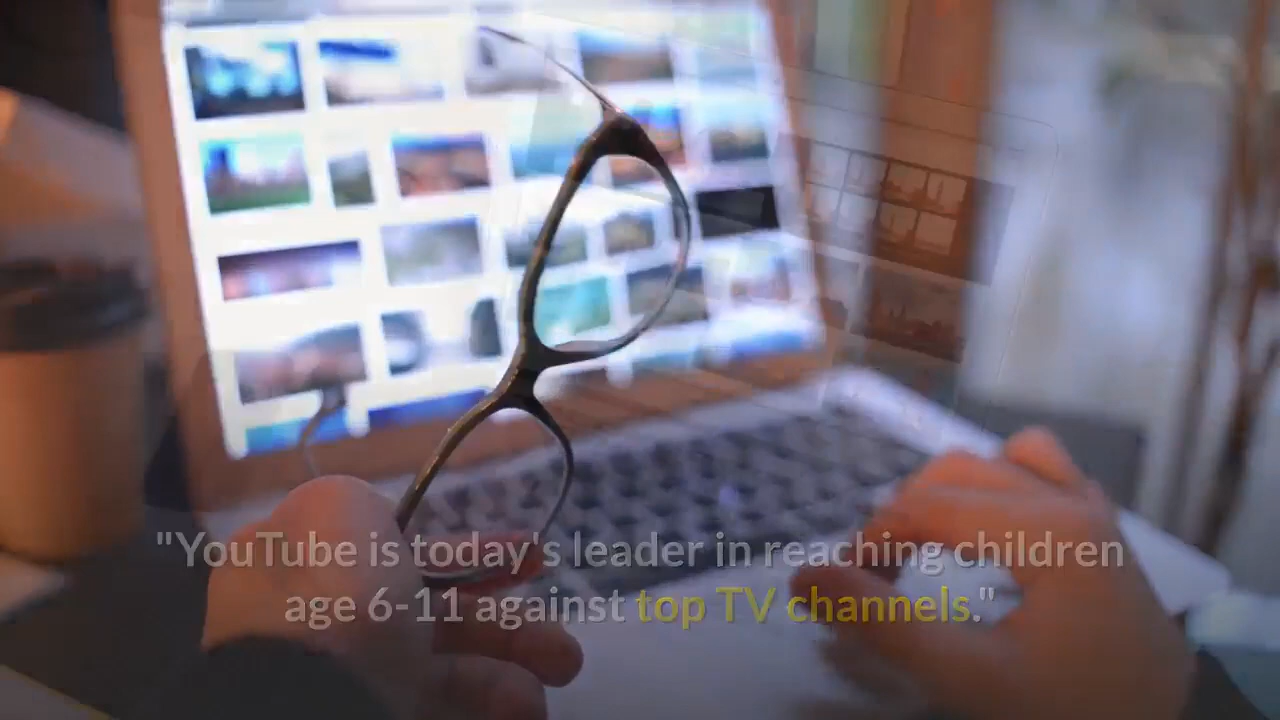 "YouTube is today's leader in reaching children
age 6-11 against top TV channels."